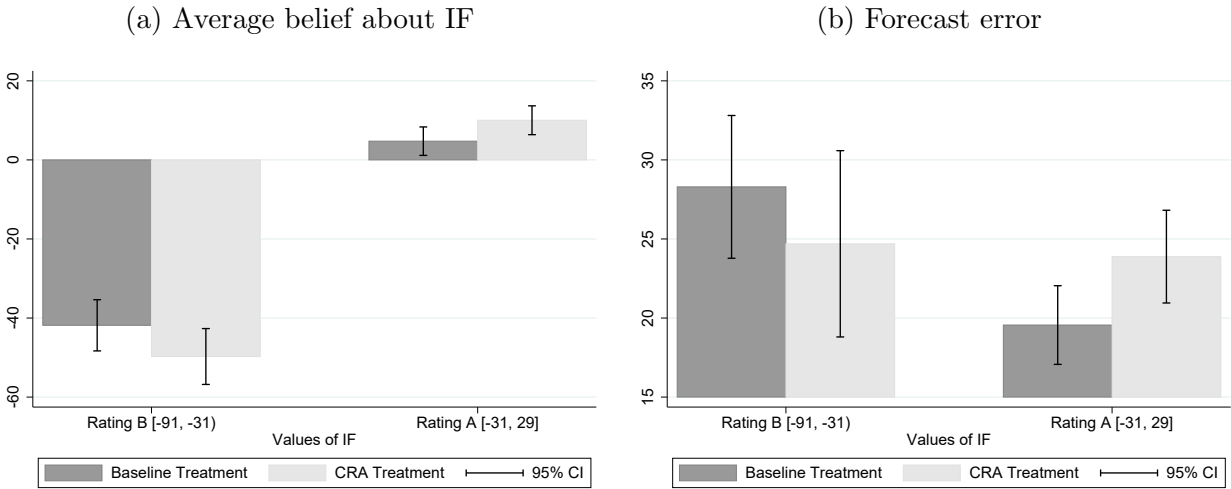 (a) Average belief about IF
20
0
-20
-40
-60
Rating B [-91, -31)
Rating A [-31, 29]
Values of IF
Baseline Treatment
CRA Treatment
95% CI
(b) Forecast error
35
30
25
20
15
Rating B [-91, -31)
Rating A [-31, 29]
Values of IF
Baseline Treatment
CRA Treatment
95% CI